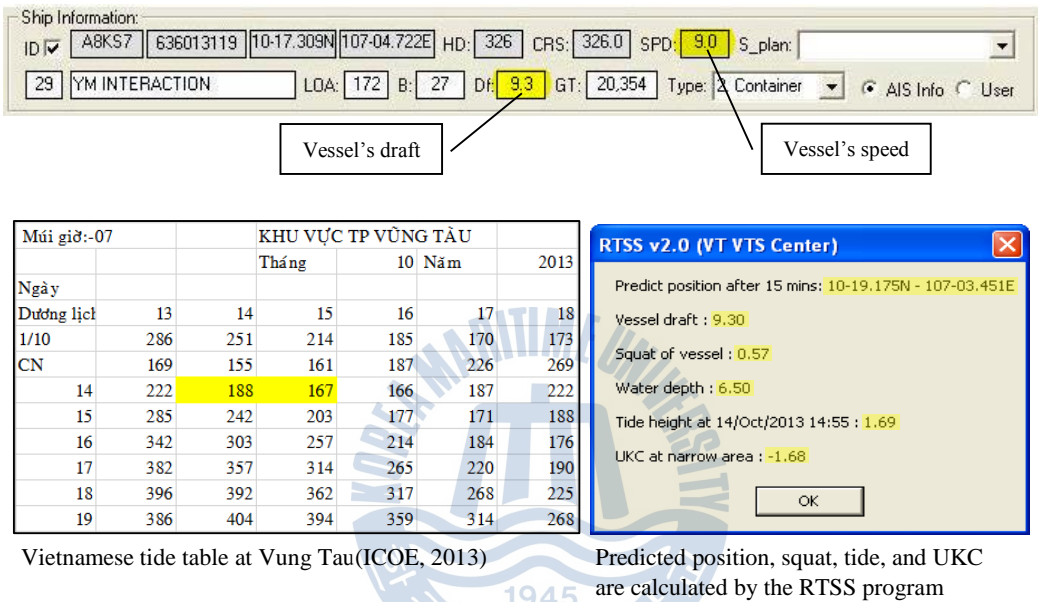 Ship Information:
ID A8KS7 636013119 10-17.309N 107-04.722E HD: 326 CRS: 326.0 SPD: 9.0 S_plan:
29 YM INTERACTION LOA: 172 B: 27 Df: 9.3 GT: 20,354 Type: 2. Container AIS Info User
Vessel's draft
Vessel's speed
Múi giờ:-07 KHU VỰC TP VŨNG TÀU
Tháng 10 Năm 2013
Ngày
Dương lịch 13 14 15 16 17 18
1/10 286 251 214 185 170 173
CN 169 155 161 187 226 269
14 222 188 167 166 187 222
15 285 242 203 177 171 188
16 342 303 257 214 184 176
17 382 357 314 265 220 190
18 396 392 362 317 268 225
19 386 404 394 359 314 268
RTSS v2.0 (VT VTS Center)
Predict position after 15 mins: 10-19.175N - 107-03.451E
Vessel draft : 9.30
Squat of vessel : 0.57
Water depth : 6.50
Tide height at 14/Oct/2013 14:55 : 1.69
UKC at narrow area : -1.68
OK
Vietnamese tide table at Vung Tau(ICOE, 2013)
Predicted position, squat, tide, and UKC
are calculated by the RTSS program
KOREA MARITIME UNIVERSITY
1945